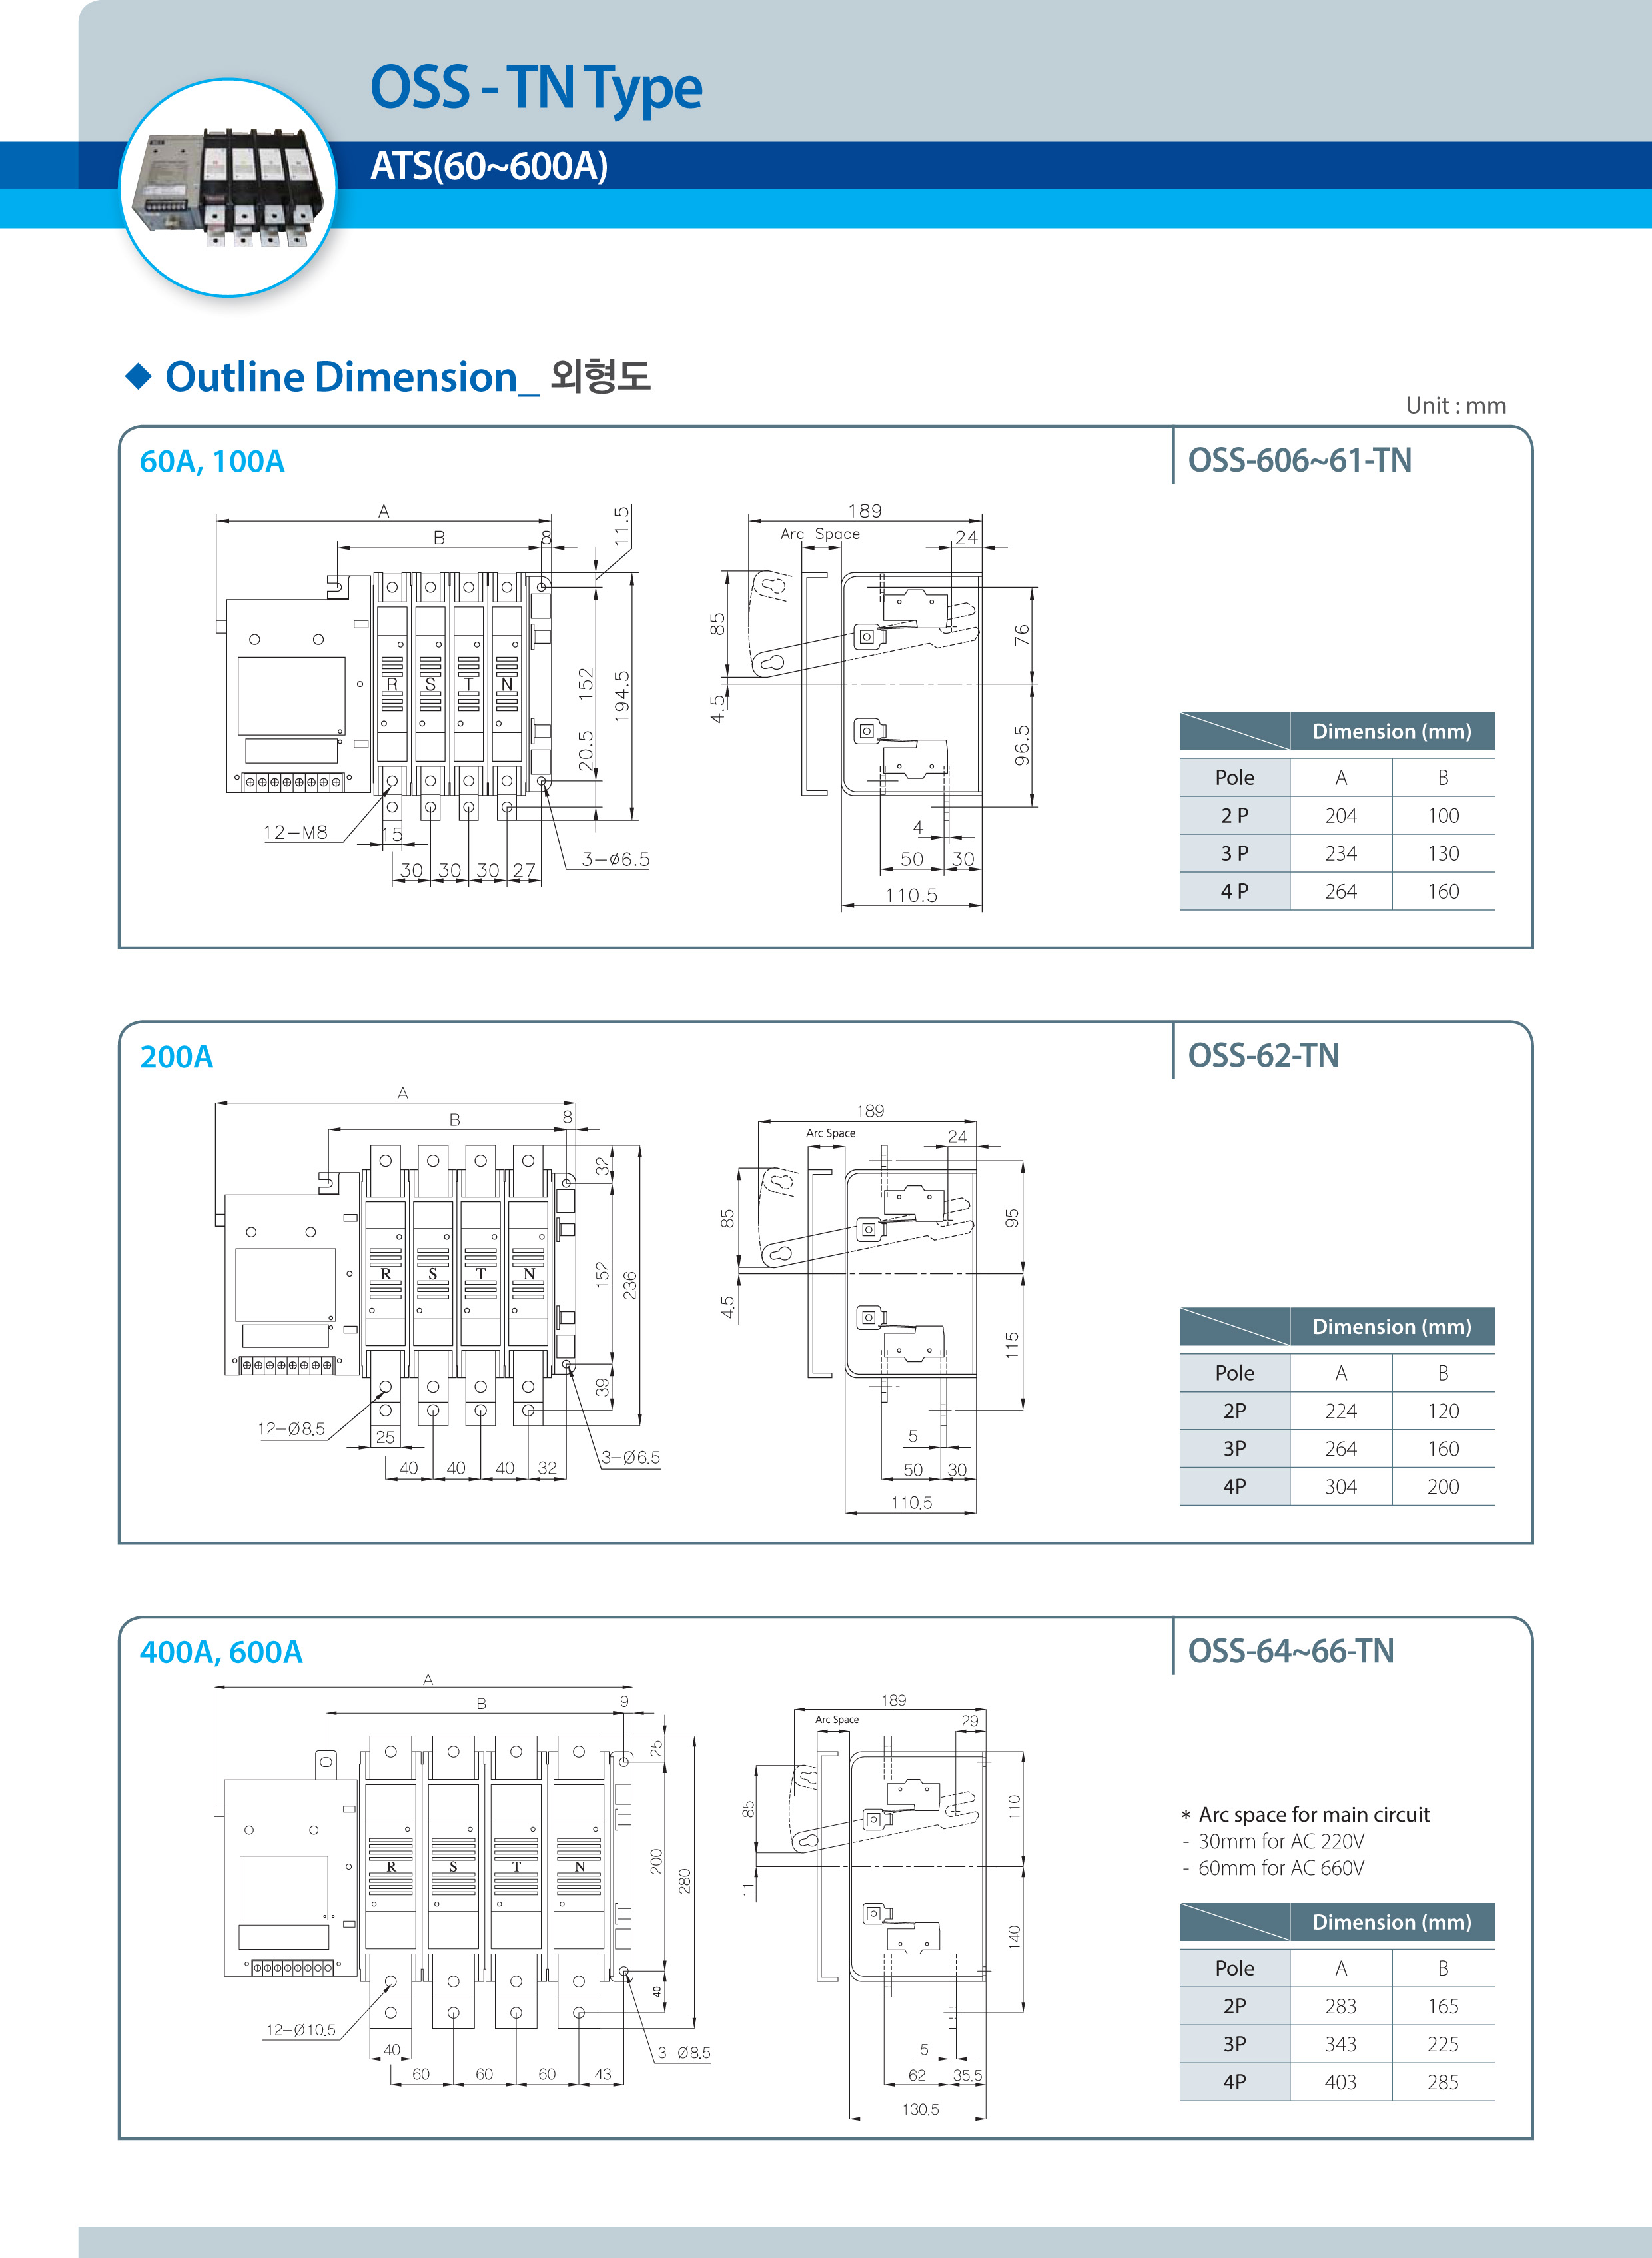 OSS - TN Type
ATS(60~600A)
◆ Outline Dimension_ 외형도
Unit : mm
60A, 100A
OSS-606~61-TN
A
B
8
11.5
152
194.5
20.5
R S T N
12-M8
15
30 30 30 27
3-ø6.5
189
Arc Space
24
85
4.5
76
96.5
4
50 30
110.5
Dimension (mm)
Pole A B
2 P 204 100
3 P 234 130
4 P 264 160
200A
OSS-62-TN
A
B
8
32
152
236
39
R S T N
12-Ø8.5
25
40 40 40 32
3-Ø6.5
189
Arc Space
24
85
4.5
95
115
5
50 30
110.5
Dimension (mm)
Pole A B
2P 224 120
3P 264 160
4P 304 200
400A, 600A
OSS-64~66-TN
A
B
9
25
200
280
40
R S T N
12-Ø10.5
40
60 60 60 43
3-Ø8.5
189
Arc Space
29
85
11
110
140
5
62 35.5
130.5
* Arc space for main circuit
- 30mm for AC 220V
- 60mm for AC 660V
Dimension (mm)
Pole A B
2P 283 165
3P 343 225
4P 403 285